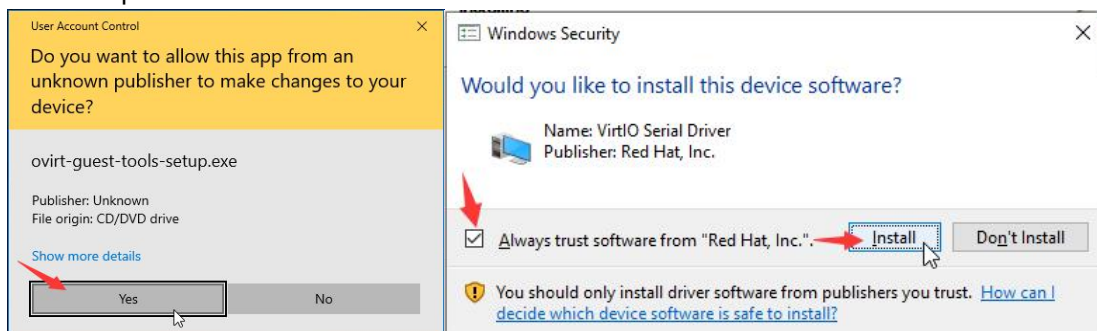 User Account Control
Do you want to allow this app from an
unknown publisher to make changes to your
device?
ovirt-guest-tools-setup.exe
Publisher: Unknown
File origin: CD/DVD drive
Show more details
Yes
No
Windows Security
Would you like to install this device software?
Name: VirtIO Serial Driver
Publisher: Red Hat, Inc.
Always trust software from "Red Hat, Inc.".
Install
Don't Install
You should only install driver software from publishers you trust. How can I
decide which device software is safe to install?